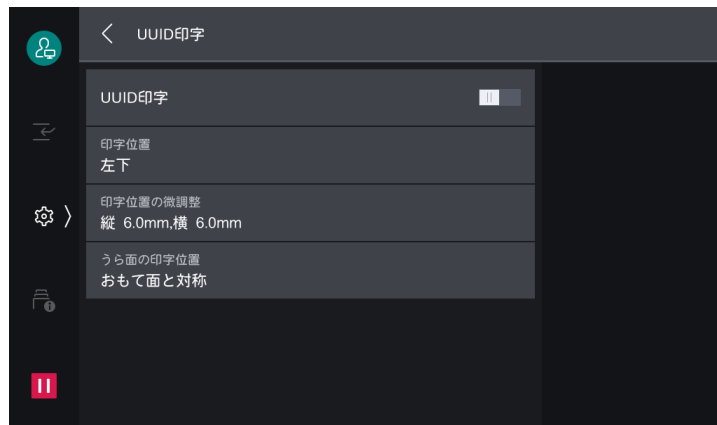 UUID印字
UUID印字
印字位置
左下
印字位置の微調整
縦 6.0mm,横 6.0mm
うら面の印字位置
おもて面と対称